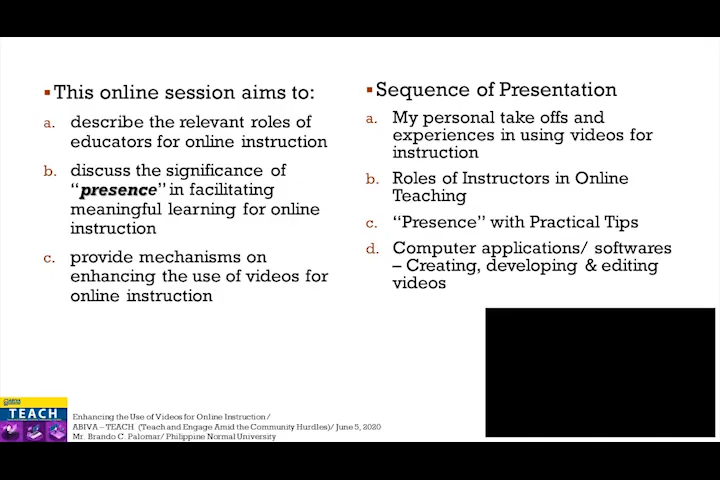 ▪This online session aims to:
a. describe the relevant roles of
educators for online instruction
b. discuss the significance of
“presence” in facilitating
meaningful learning for online
instruction
c. provide mechanisms on
enhancing the use of videos for
online instruction
▪Sequence of Presentation
a. My personal take offs and
experiences in using videos for
instruction
b. Roles of Instructors in Online
Teaching
c. “Presence” with Practical Tips
d. Computer applications/ softwares
– Creating, developing & editing
videos
TEACH
Enhancing the Use of Videos for Online Instruction/
ABIVA – TEACH (Teach and Engage Amid the Community Hurdles)/ June 5, 2020
Mr. Brando C. Palomar/ Philippine Normal University